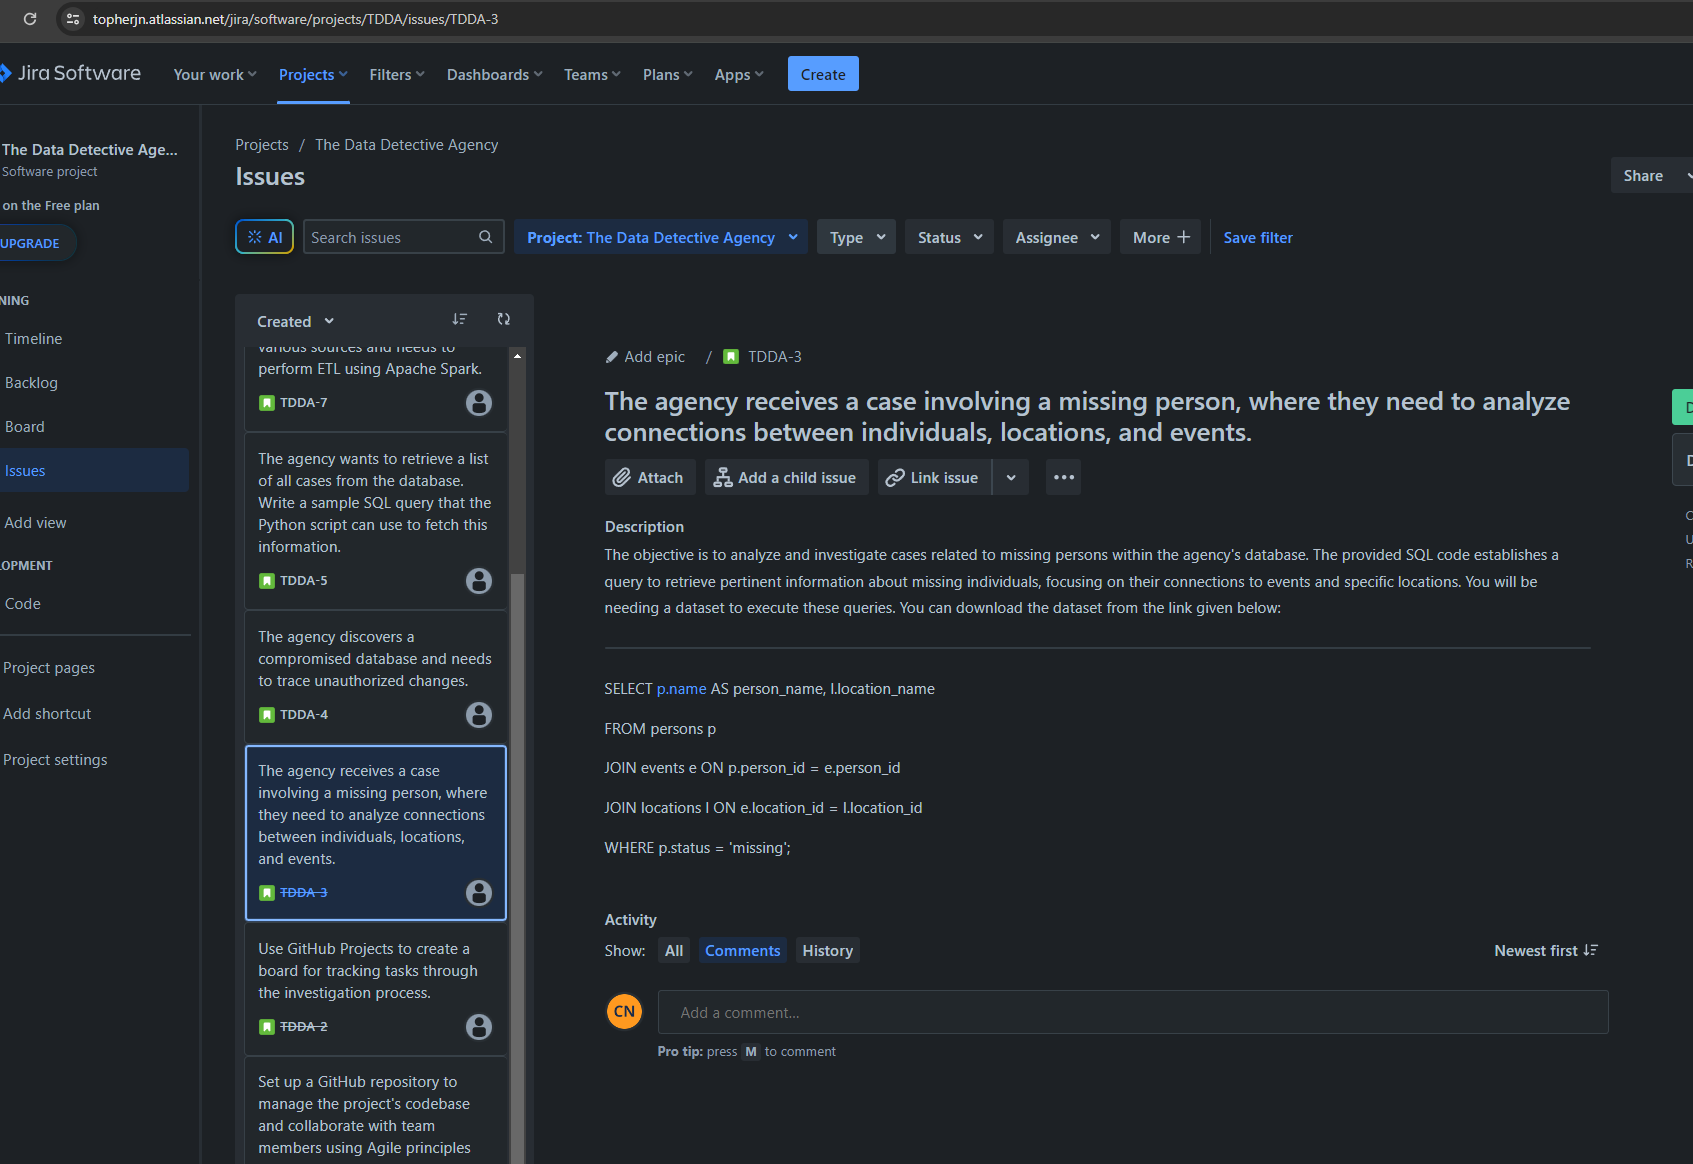 topherjn.atlassian.net/jira/software/projects/TDDA/issues/TDDA-3
Jira Software
Your work
Projects
Filters
Dashboards
Teams
Plans
Apps
Create
The Data Detective Age...
Software project
on the Free plan
UPGRADE
NING
Timeline
Backlog
Board
Issues
Add view
LOPMENT
Code
Project pages
Add shortcut
Project settings
Projects / The Data Detective Agency
Issues
Share
AI
Search issues
Project: The Data Detective Agency
Type
Status
Assignee
More
Save filter
Created
various sources and needs to
perform ETL using Apache Spark.
TDDA-7
The agency wants to retrieve a list
of all cases from the database.
Write a sample SQL query that the
Python script can use to fetch this
information.
TDDA-5
The agency discovers a
compromised database and needs
to trace unauthorized changes.
TDDA-4
The agency receives a case
involving a missing person, where
they need to analyze connections
between individuals, locations,
and events.
TDDA-3
Use GitHub Projects to create a
board for tracking tasks through
the investigation process.
TDDA-2
Set up a GitHub repository to
manage the project's codebase
and collaborate with team
members using Agile principles
Add epic / TDDA-3
The agency receives a case involving a missing person, where they need to analyze
connections between individuals, locations, and events.
Attach
Add a child issue
Link issue
Description
The objective is to analyze and investigate cases related to missing persons within the agency's database. The provided SQL code establishes a
query to retrieve pertinent information about missing individuals, focusing on their connections to events and specific locations. You will be
needing a dataset to execute these queries. You can download the dataset from the link given below:
SELECT p.name AS person_name, l.location_name
FROM persons p
JOIN events e ON p.person_id = e.person_id
JOIN locations l ON e.location_id = l.location_id
WHERE p.status = 'missing';
Activity
Show: All Comments History
Newest first
CN
Add a comment...
Pro tip: press M to comment